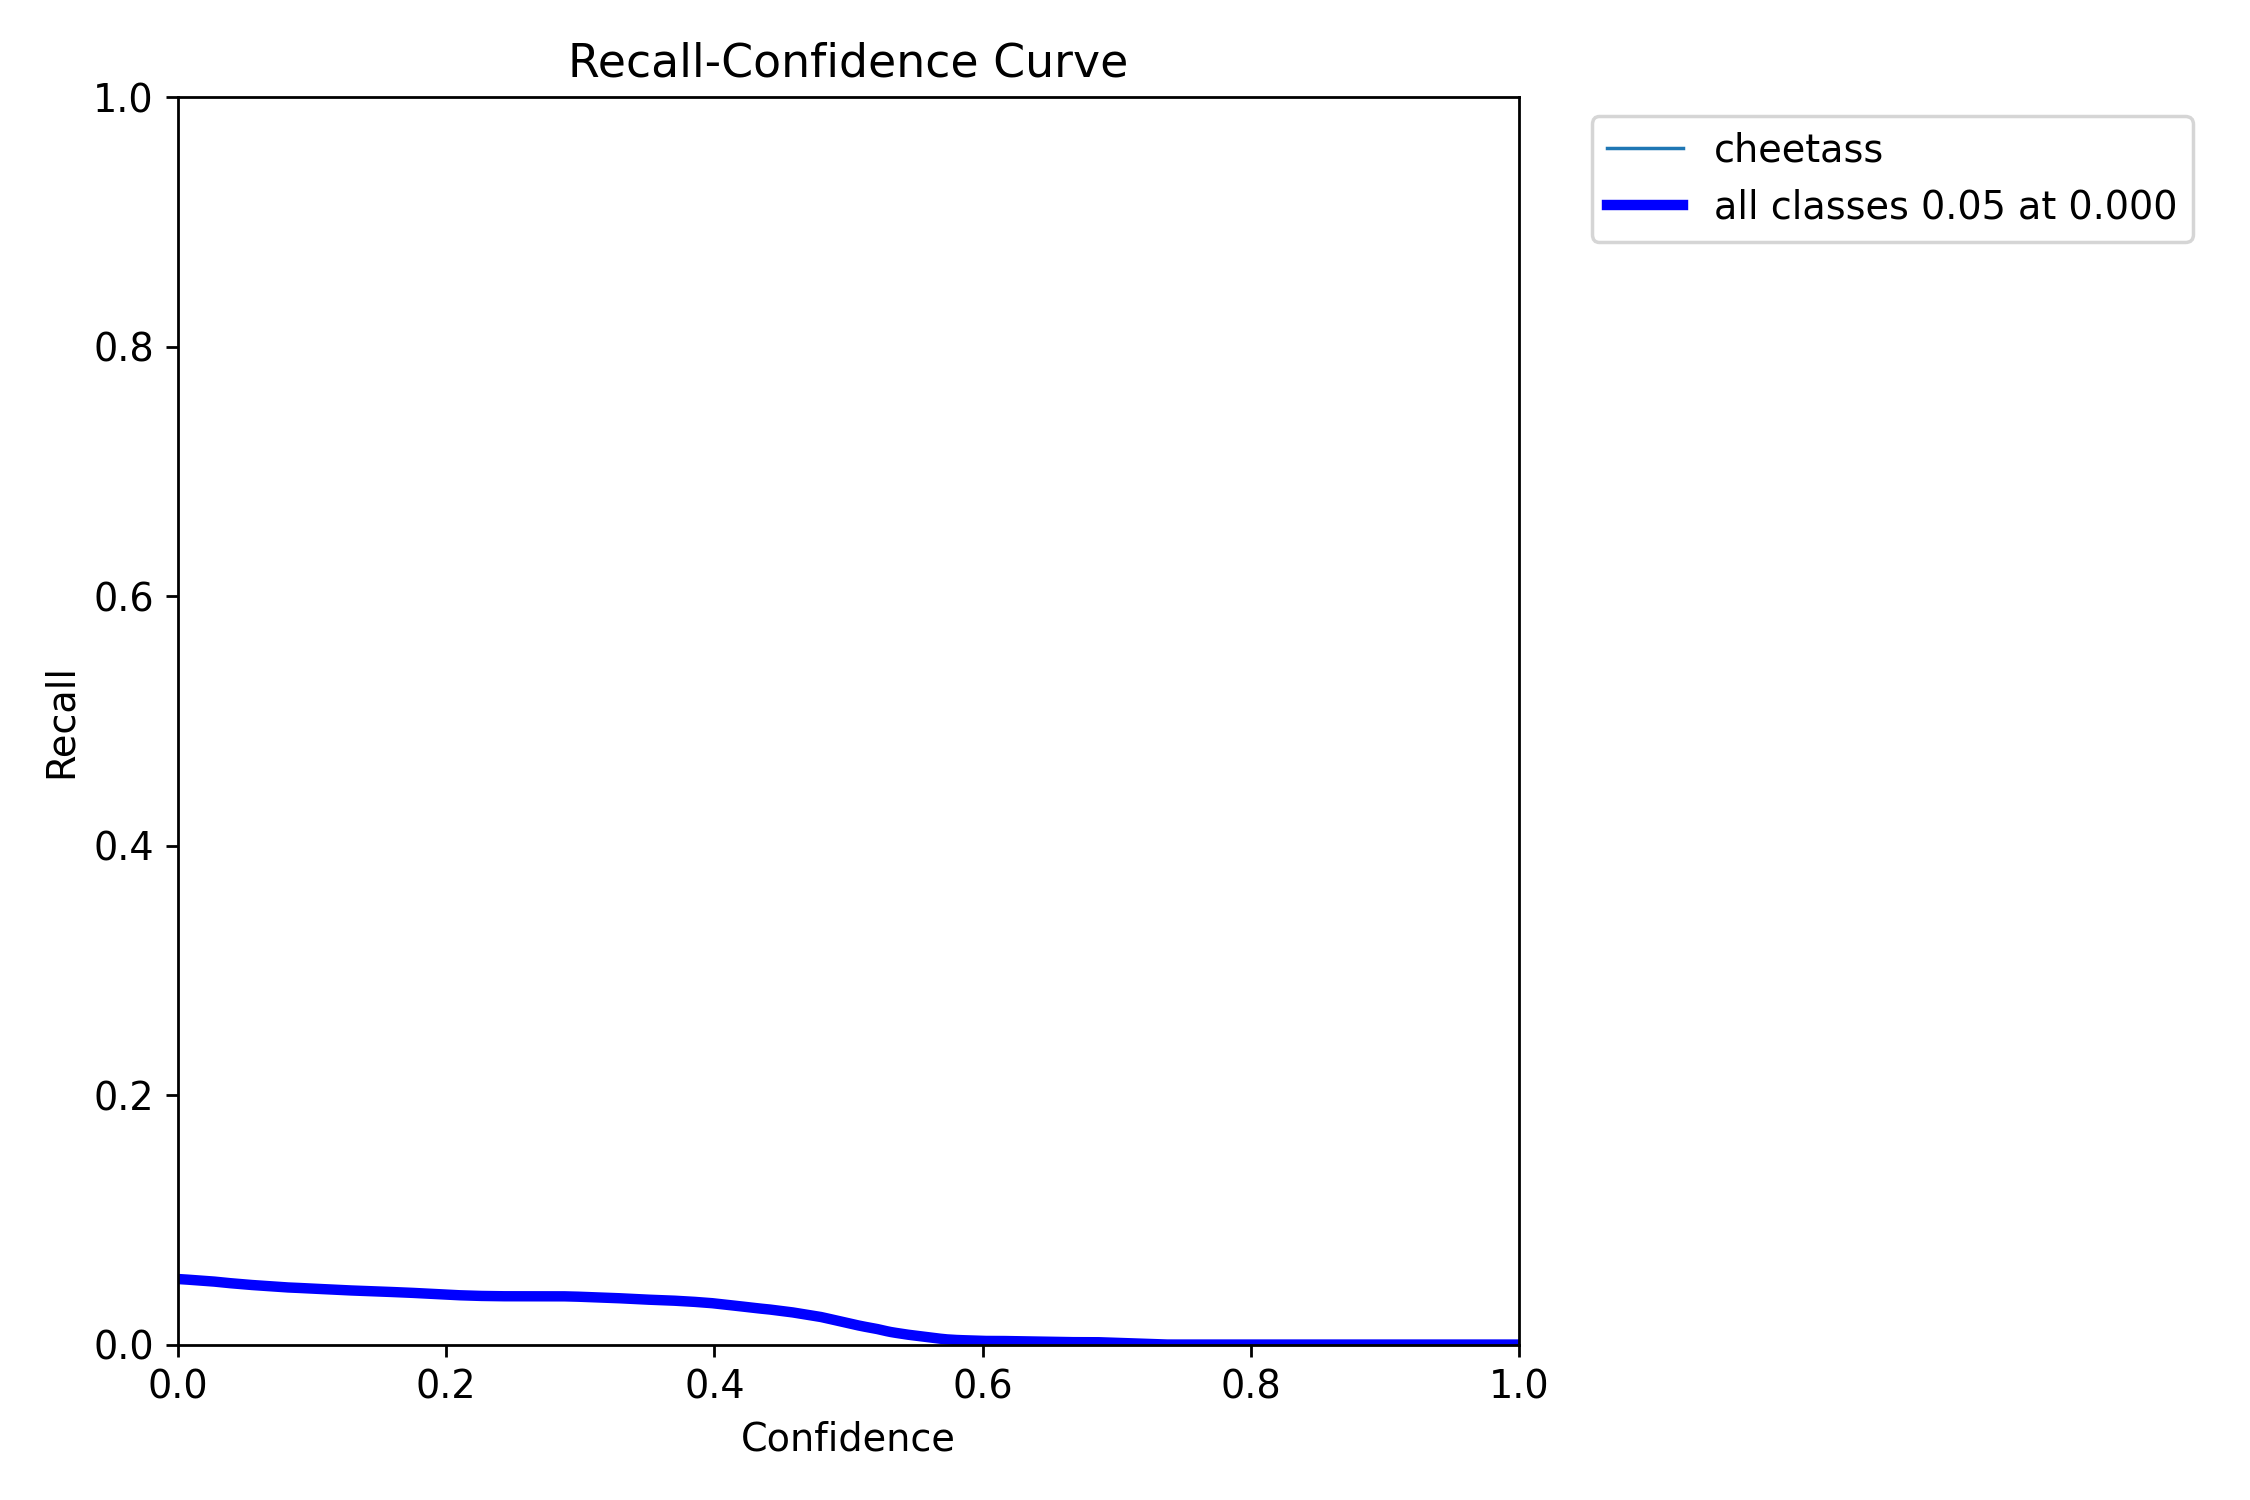 Recall-Confidence Curve
1.0
0.8
0.6
0.4
0.2
0.0
Recall
0.0 0.2 0.4 0.6 0.8 1.0
Confidence
cheetass
all classes 0.05 at 0.000